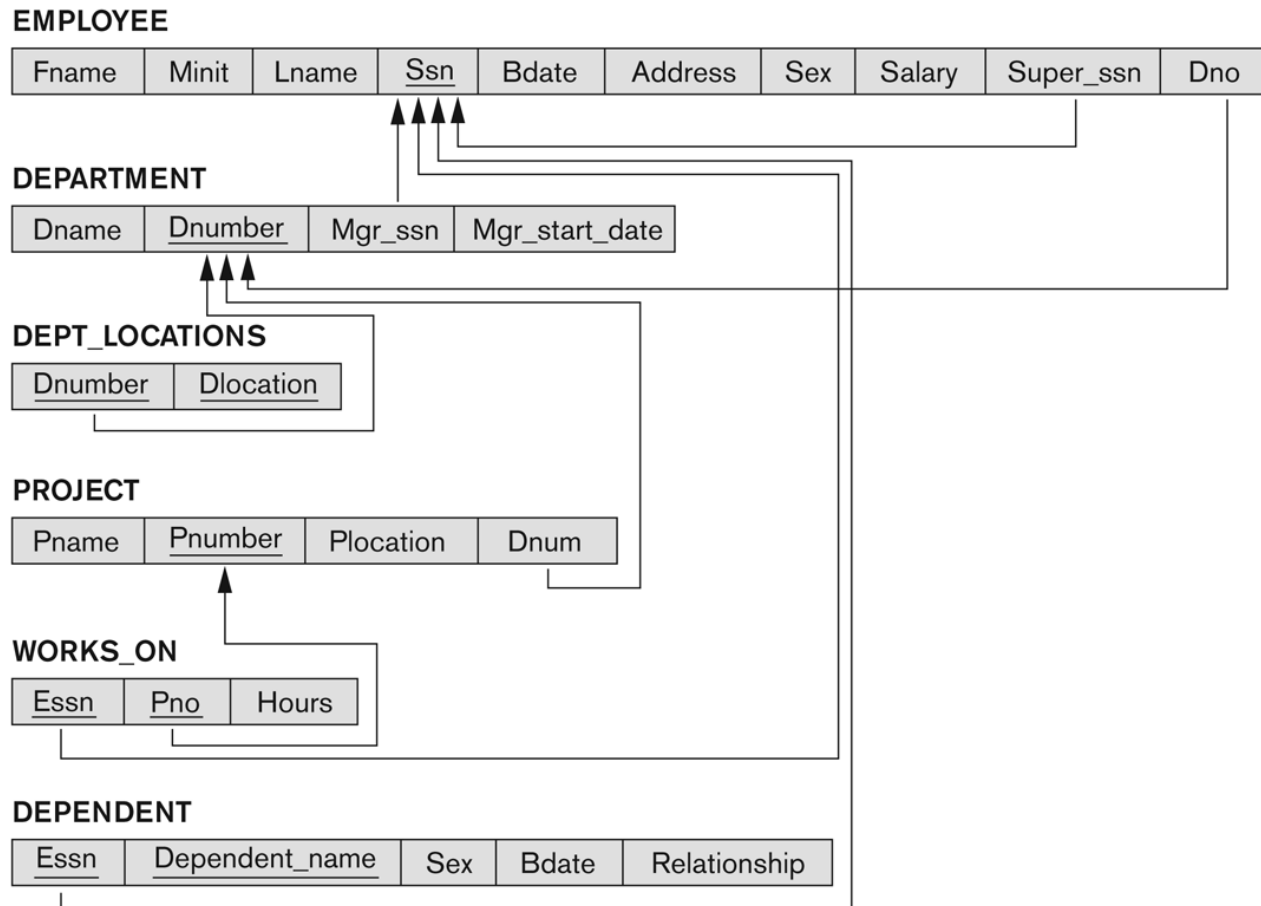 EMPLOYEE
Fname Minit Lname Ssn Bdate Address Sex Salary Super_ssn Dno
DEPARTMENT
Dname Dnumber Mgr_ssn Mgr_start_date
DEPT_LOCATIONS
Dnumber Dlocation
PROJECT
Pname Pnumber Plocation Dnum
WORKS_ON
Essn Pno Hours
DEPENDENT
Essn Dependent_name Sex Bdate Relationship